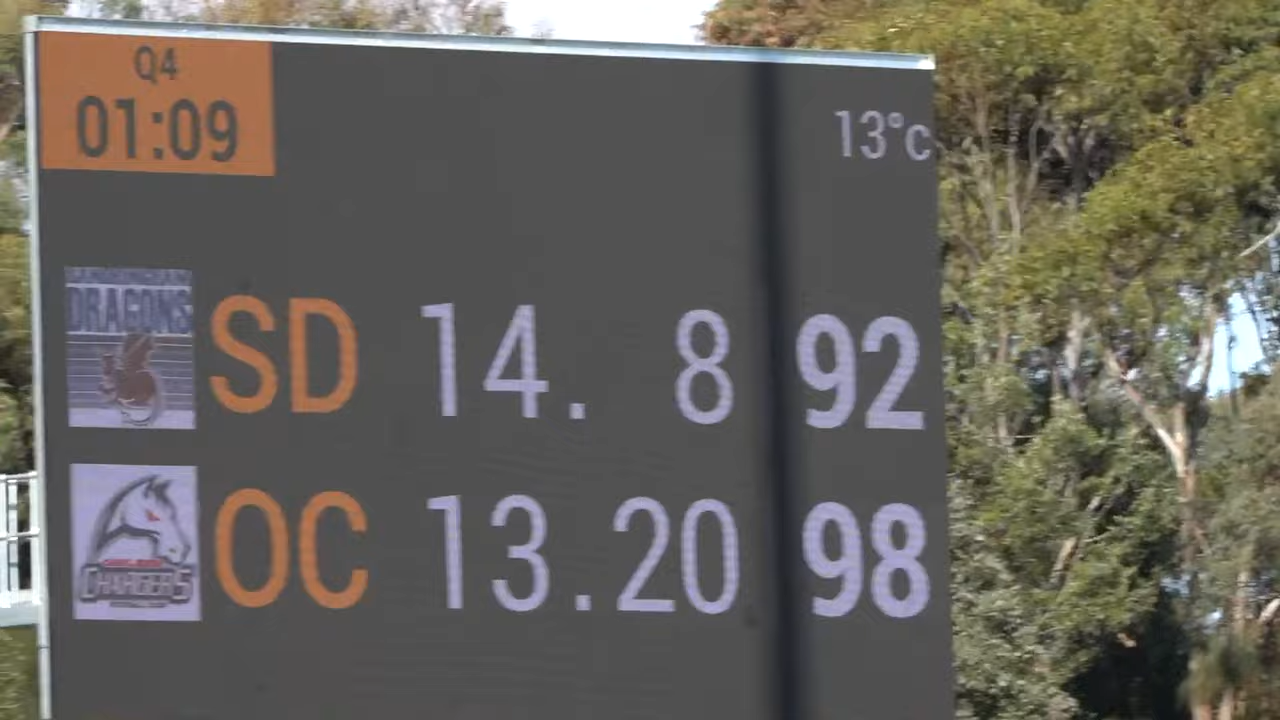 Q4
01:09
13°c
DRAGONS
SD 14. 8 92
CHARGERS
OC 13.20 98